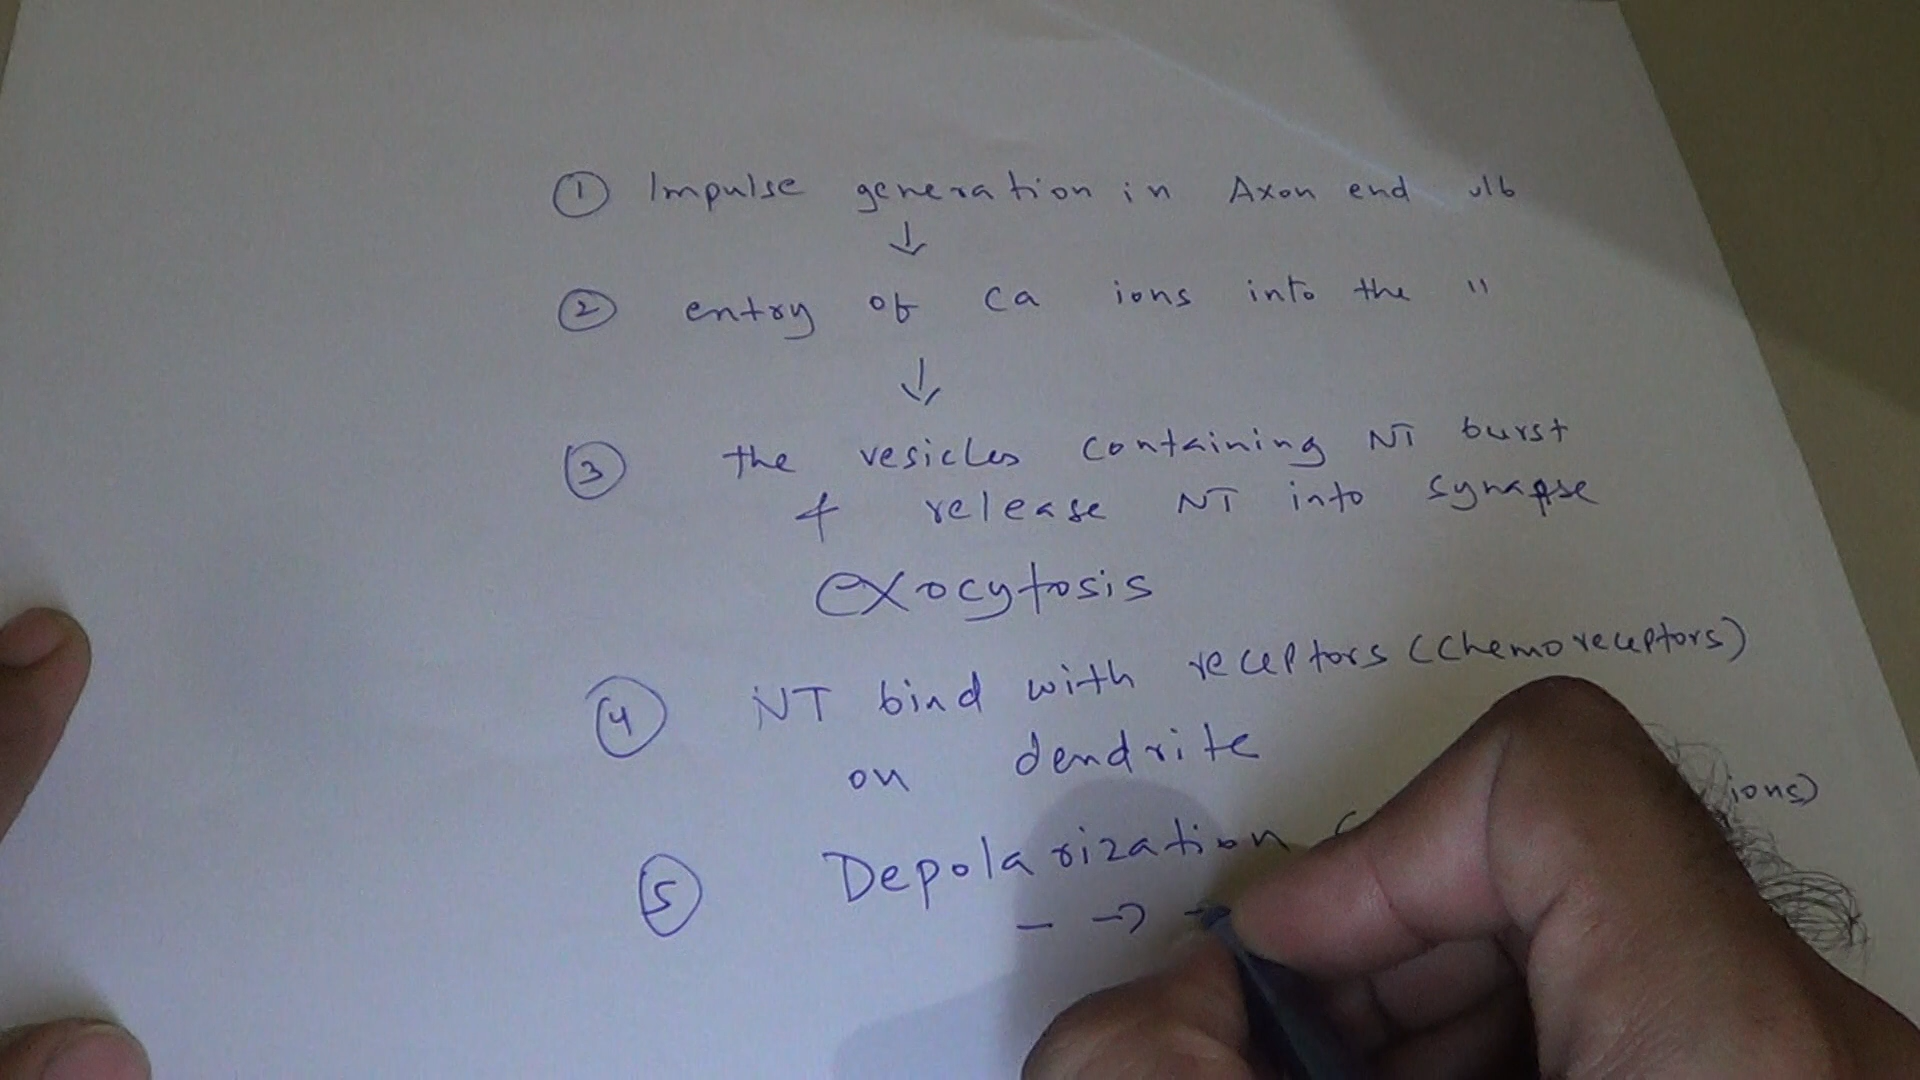 ① Impulse generation in Axon end ulb
↓
② entry of Ca ions into the "
↓
③ the vesicles containing NT burst
& release NT into synapse
exocytosis
④ NT bind with receptors (chemoreceptors)
on dendrite
⑤ Depolarization ( ions)
- →